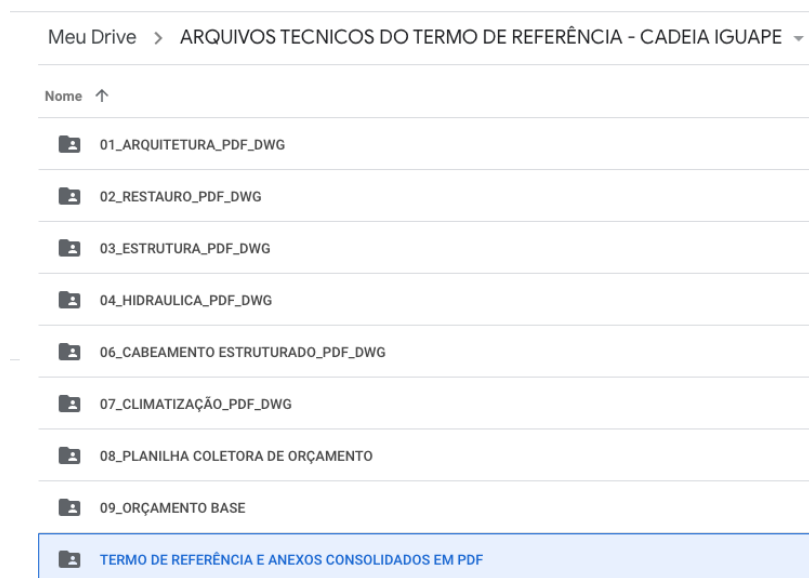 Meu Drive > ARQUIVOS TECNICOS DO TERMO DE REFERÊNCIA - CADEIA IGUAPE
Nome ↑
01_ARQUITETURA_PDF_DWG
02_RESTAURO_PDF_DWG
03_ESTRUTURA_PDF_DWG
04_HIDRAULICA_PDF_DWG
06_CABEAMENTO ESTRUTURADO_PDF_DWG
07_CLIMATIZAÇÃO_PDF_DWG
08_PLANILHA COLETORA DE ORÇAMENTO
09_ORÇAMENTO BASE
TERMO DE REFERÊNCIA E ANEXOS CONSOLIDADOS EM PDF